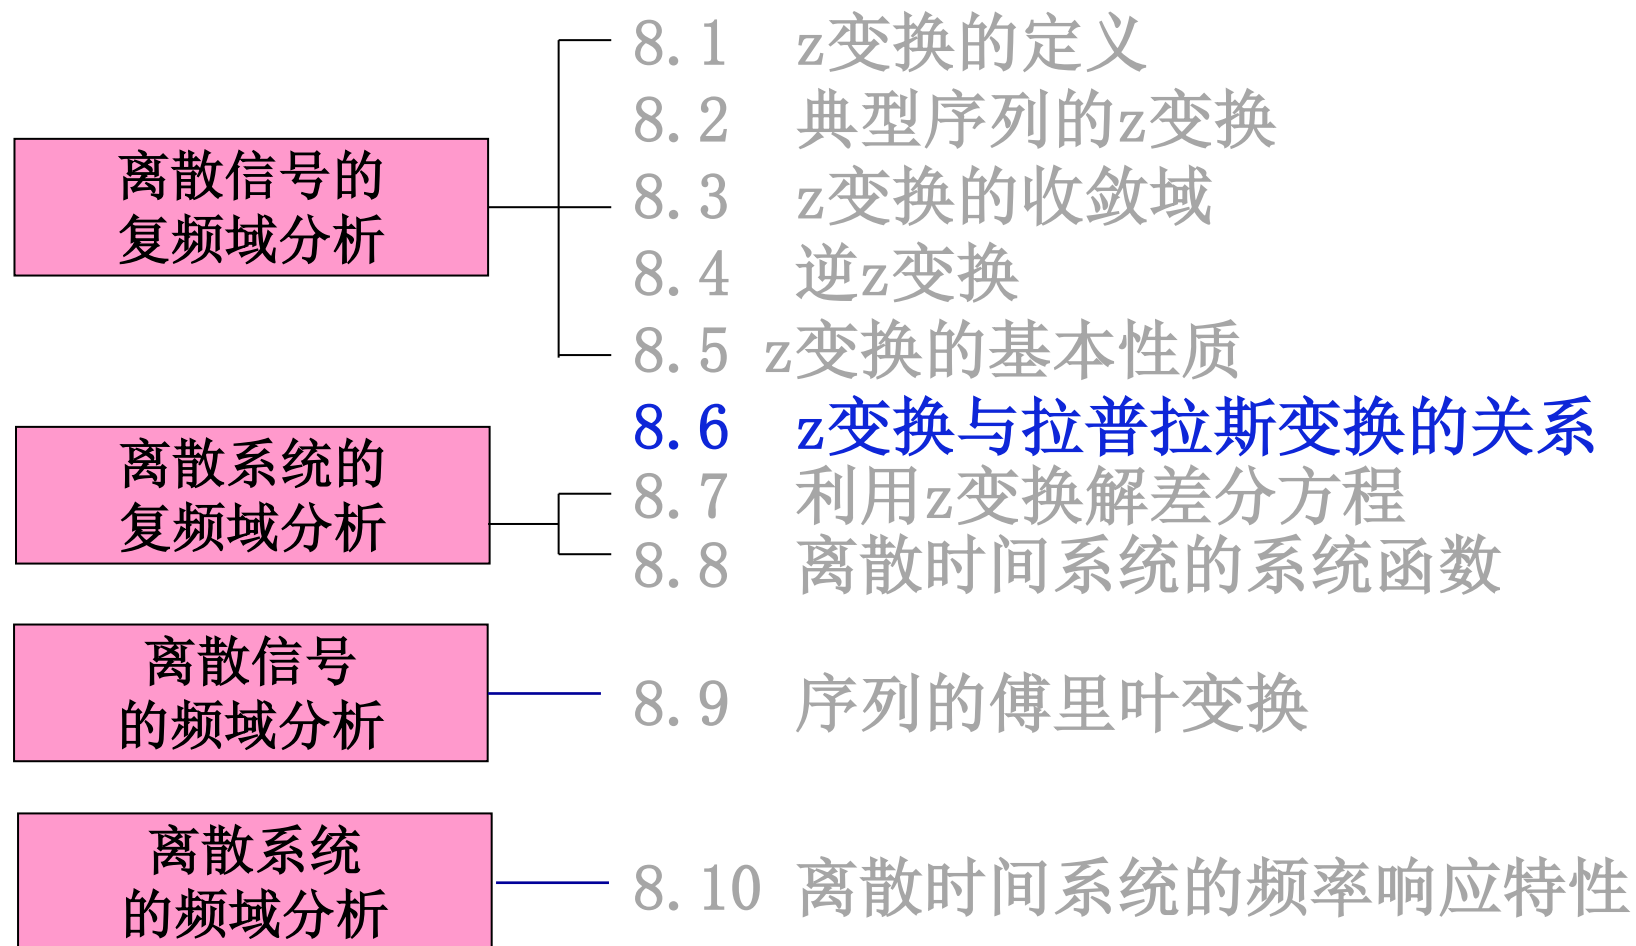 8.1 z变换的定义
8.2 典型序列的z变换
离散信号的
复频域分析
8.3 z变换的收敛域
8.4 逆z变换
8.5 z变换的基本性质
8.6 z变换与拉普拉斯变换的关系
离散系统的
复频域分析
8.7 利用z变换解差分方程
8.8 离散时间系统的系统函数
离散信号
的频域分析
8.9 序列的傅里叶变换
离散系统
的频域分析
8.10 离散时间系统的频率响应特性